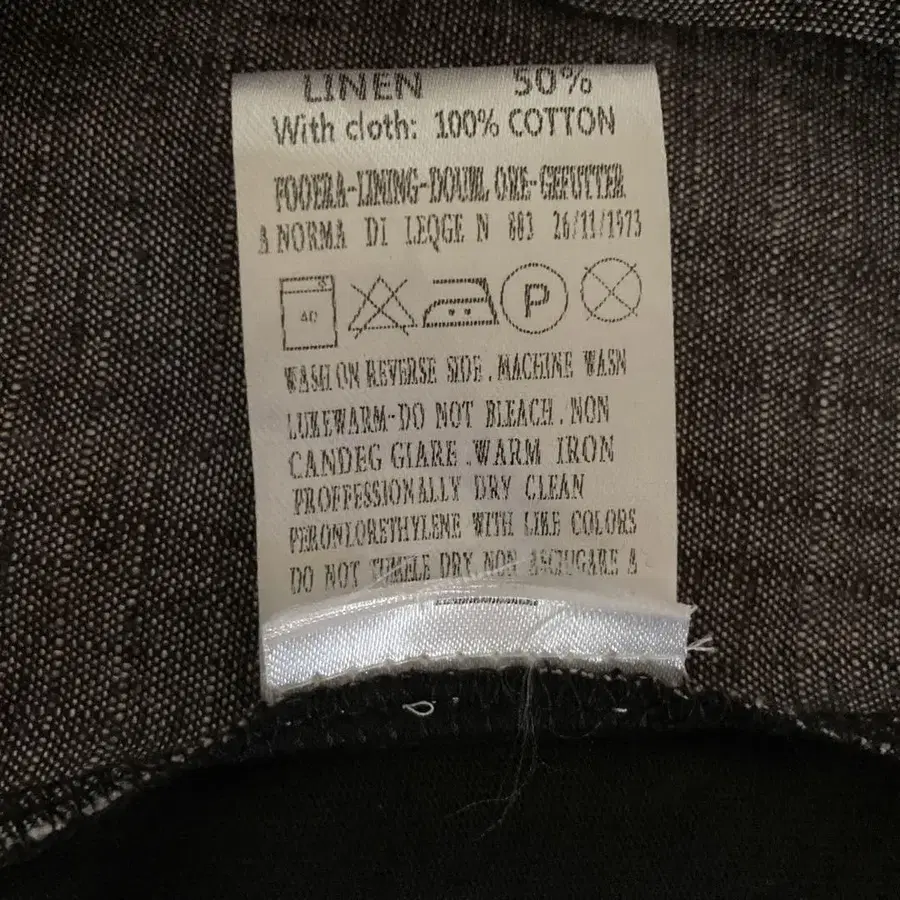 LINEN 50%
With cloth: 100% COTTON
FOOERA-LINING-DOUBL ORE-GEFUTTER
A NORMA DI LEQGE N 883 26/11/1973
40
P
WASH ON REVERSE SIDE . MACHINE WASN
LUKEWARM-DO NOT BLEACH . NON
CANDEG GIARE . WARM IRON
PROFFESSIONALLY DRY CLEAN
PERONLORETHYLENE WITH LIKE COLORS
DO NOT TUMELE DRY. NON ASCIUGARE A